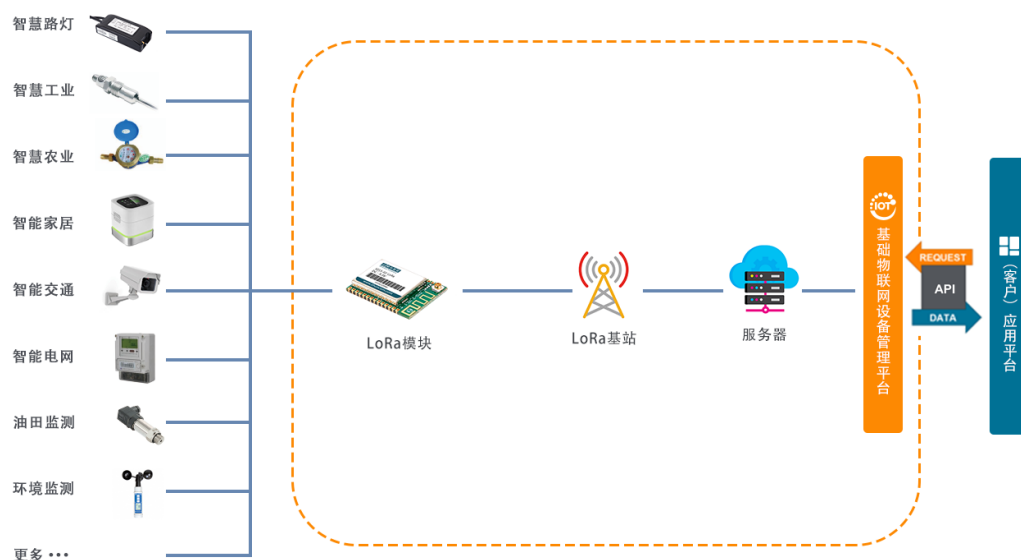 智慧路灯
智慧工业
智慧农业
智能家居
智能交通
智能电网
油田监测
环境监测
更多···
LoRa模块
LoRa基站
服务器
IOT
基础物联网设备管理平台
REQUEST
API
DATA
（客户）应用平台